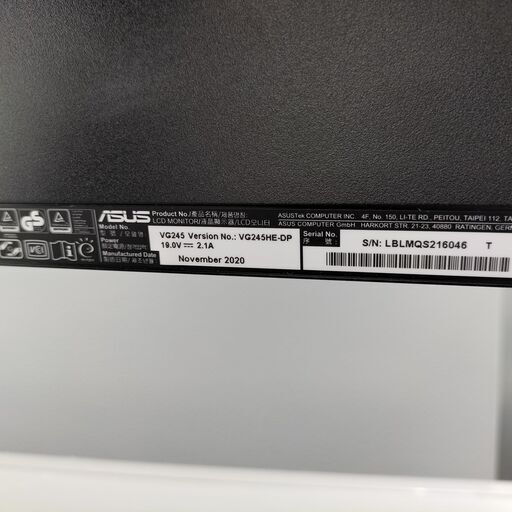 ASUS
Product No./產品名稱/제품명칭:
LCD MONITOR/液晶顯示器/LCD모니터
Model No.
VG245 Version No.: VG245HE-DP
Power
19.0V 2.1A
Manufactured Date
November 2020
ASUSTek COMPUTER INC 4F, No. 150, LI-TE RD., PEITOU, TAIPEI 112, TA
ASUS COMPUTER GmbH HARKORT STR. 21-23, 40880 RATINGEN, GERM
Serial No.
序 號:
S/N: LBLMQS216046 T